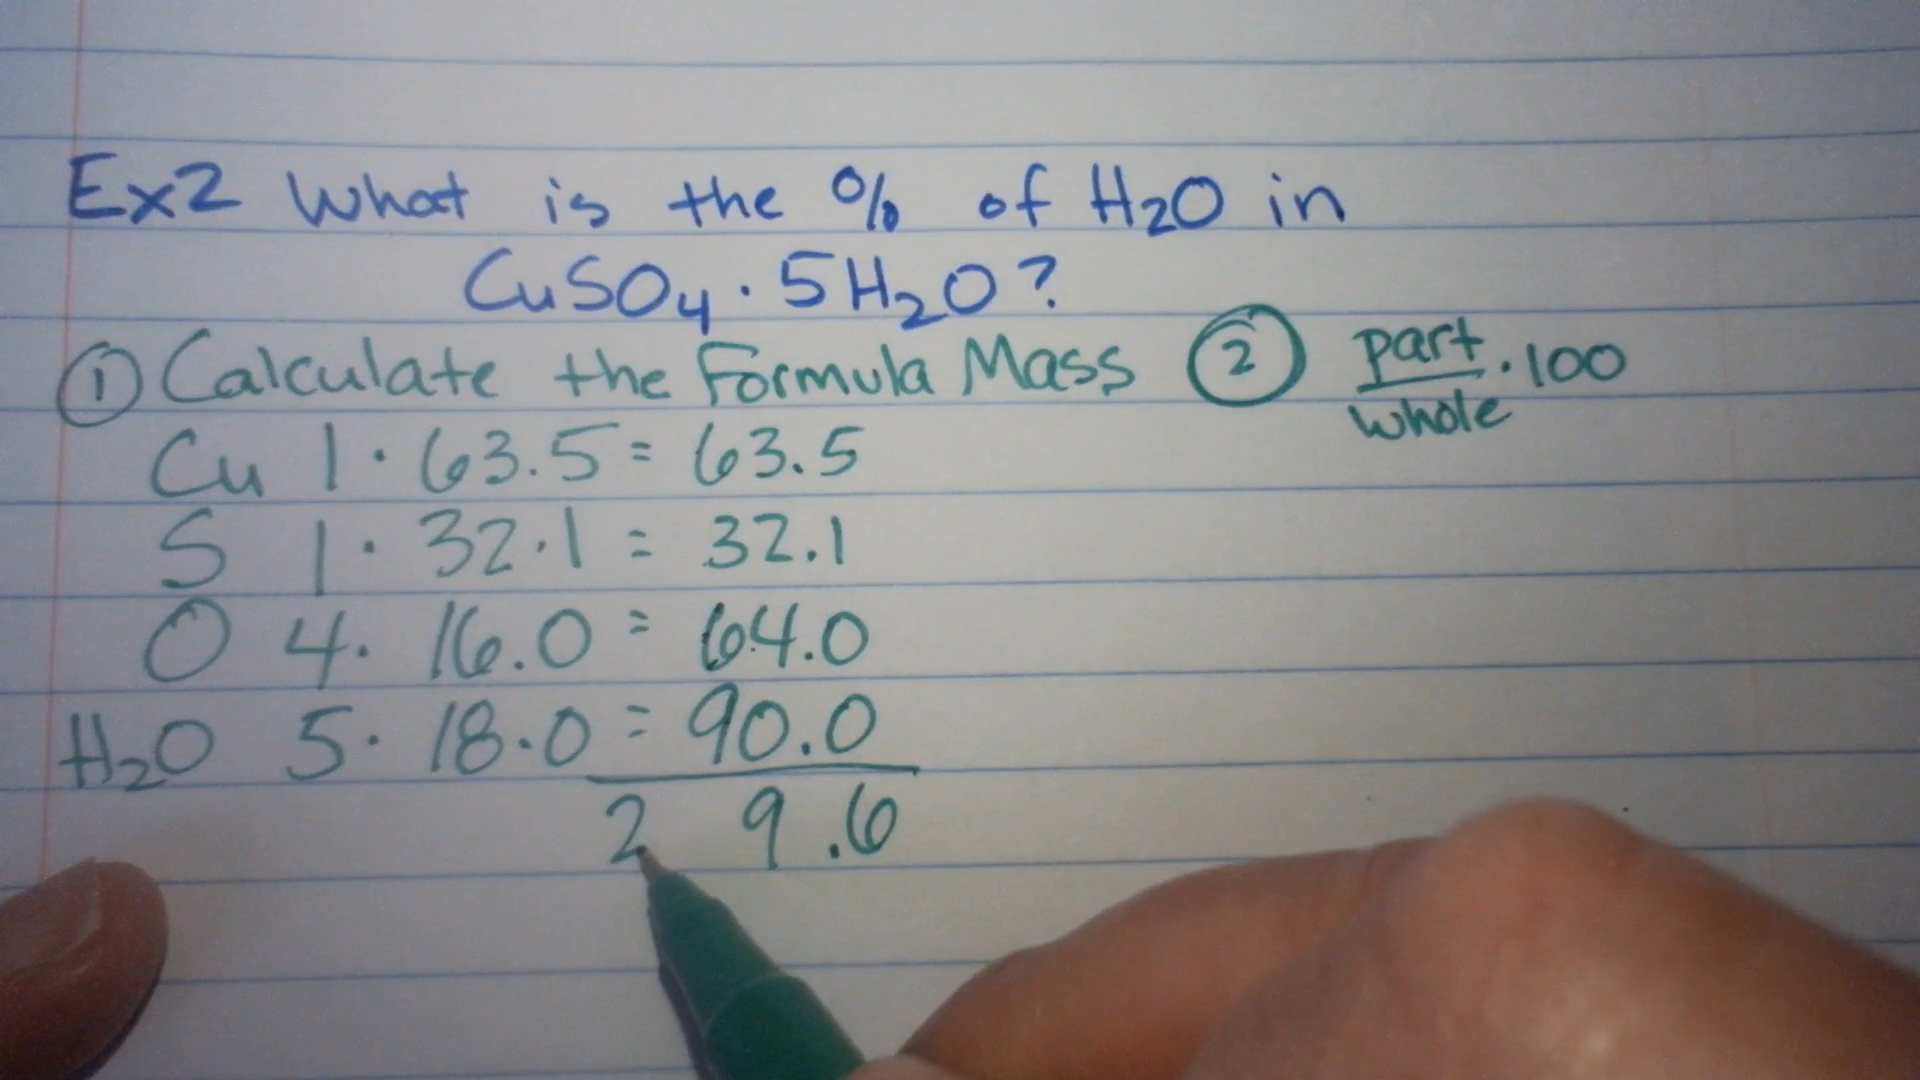 Ex2 What is the % of H₂O in
CuSO₄ · 5H₂O?
① Calculate the Formula Mass ② part/whole · 100
Cu 1 · 63.5 = 63.5
S 1 · 32.1 = 32.1
O 4 · 16.0 = 64.0
H₂O 5 · 18.0 = 90.0
2 9.6